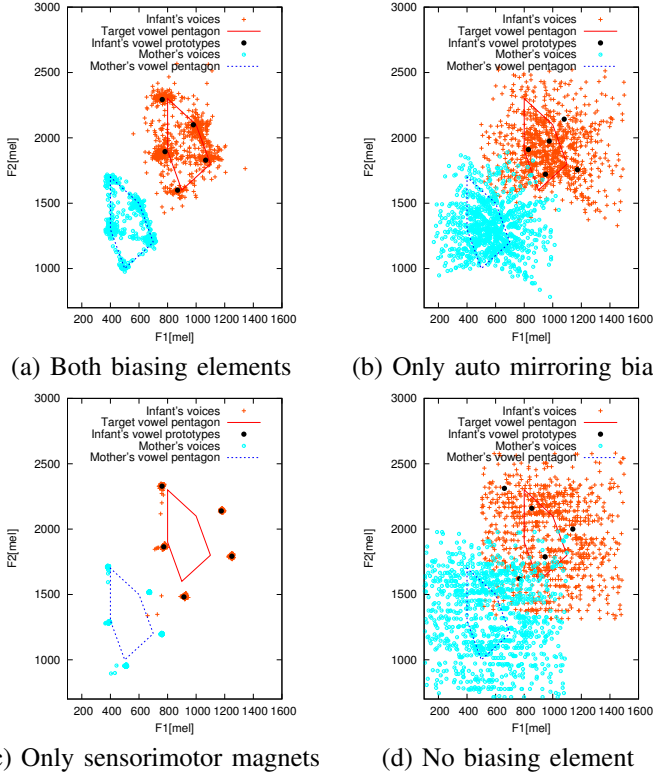 Infant's voices
Target vowel pentagon
Infant's vowel prototypes
Mother's voices
Mother's vowel pentagon
3000
2500
2000
1500
1000
F2[mel]
200 400 600 800 1000 1200 1400 1600
F1[mel]
(a) Both biasing elements
Infant's voices
Target vowel pentagon
Infant's vowel prototypes
Mother's voices
Mother's vowel pentagon
3000
2500
2000
1500
1000
F2[mel]
200 400 600 800 1000 1200 1400 1600
F1[mel]
(b) Only auto mirroring bia
Infant's voices
Target vowel pentagon
Infant's vowel prototypes
Mother's voices
Mother's vowel pentagon
3000
2500
2000
1500
1000
F2[mel]
200 400 600 800 1000 1200 1400 1600
F1[mel]
c) Only sensorimotor magnets
Infant's voices
Target vowel pentagon
Infant's vowel prototypes
Mother's voices
Mother's vowel pentagon
3000
2500
2000
1500
1000
F2[mel]
200 400 600 800 1000 1200 1400 1600
F1[mel]
(d) No biasing element